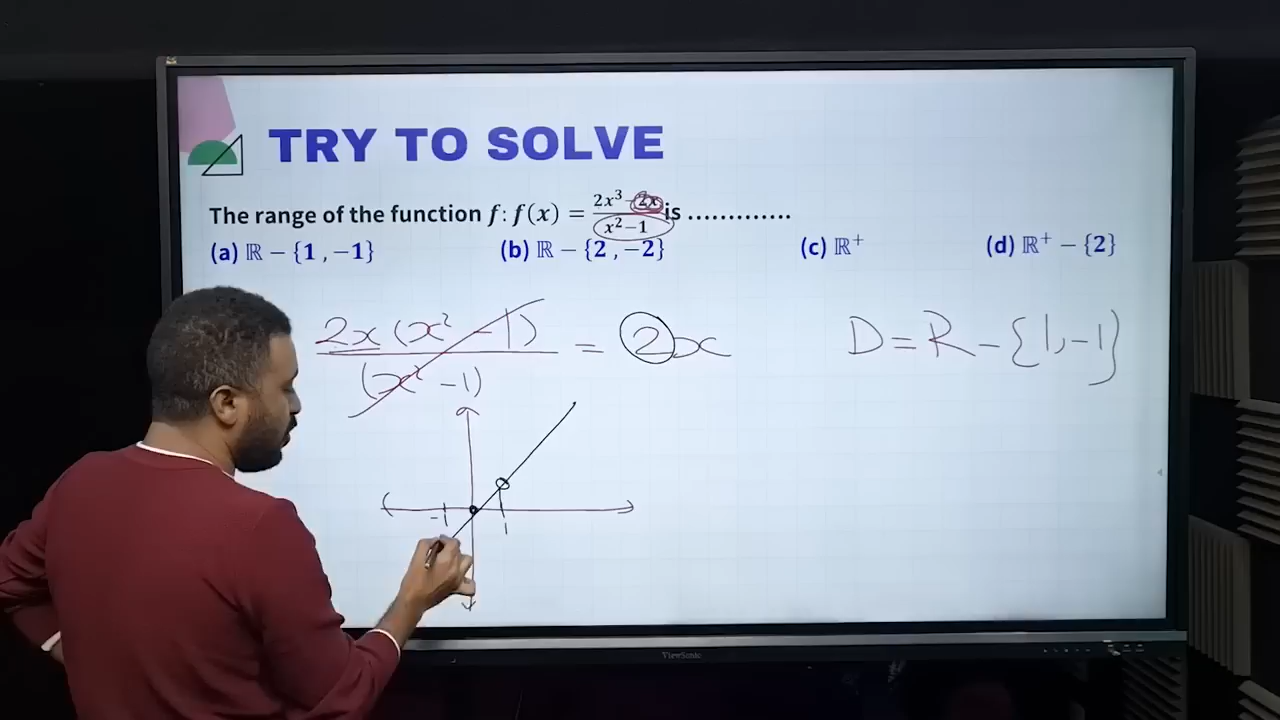 TRY TO SOLVE
The range of the function f: f(x) = (2x³ − 2x)/(x² − 1) is .............
(a) ℝ − {1 , −1} (b) ℝ − {2 , −2} (c) ℝ⁺ (d) ℝ⁺ − {2}
2x (x² − 1) / (x² − 1) = 2x
D = R − {1, −1}
−1 1
ViewSonic